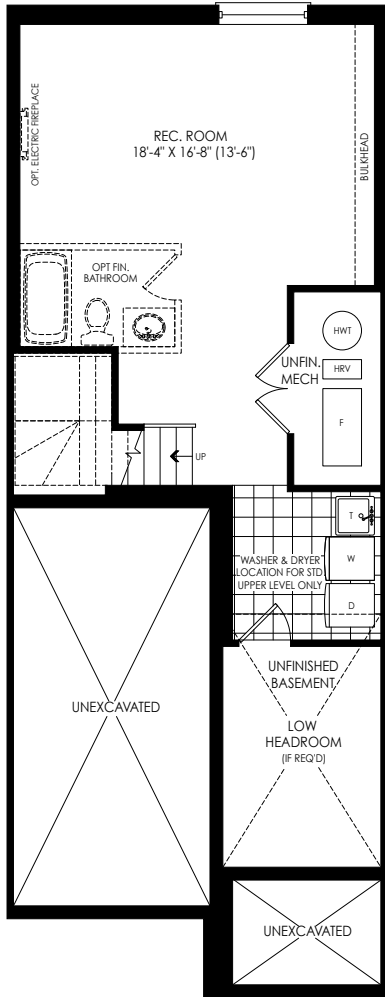 OPT. ELECTRIC FIREPLACE
REC. ROOM
18'-4" X 16'-8" (13'-6")
BULKHEAD
OPT FIN.
BATHROOM
HWT
UNFIN.
MECH
HRV
F
UP
T
WASHER & DRYER
LOCATION FOR STD.
UPPER LEVEL ONLY
W
D
UNFINISHED
BASEMENT
UNEXCAVATED
LOW
HEADROOM
(IF REQ'D)
UNEXCAVATED